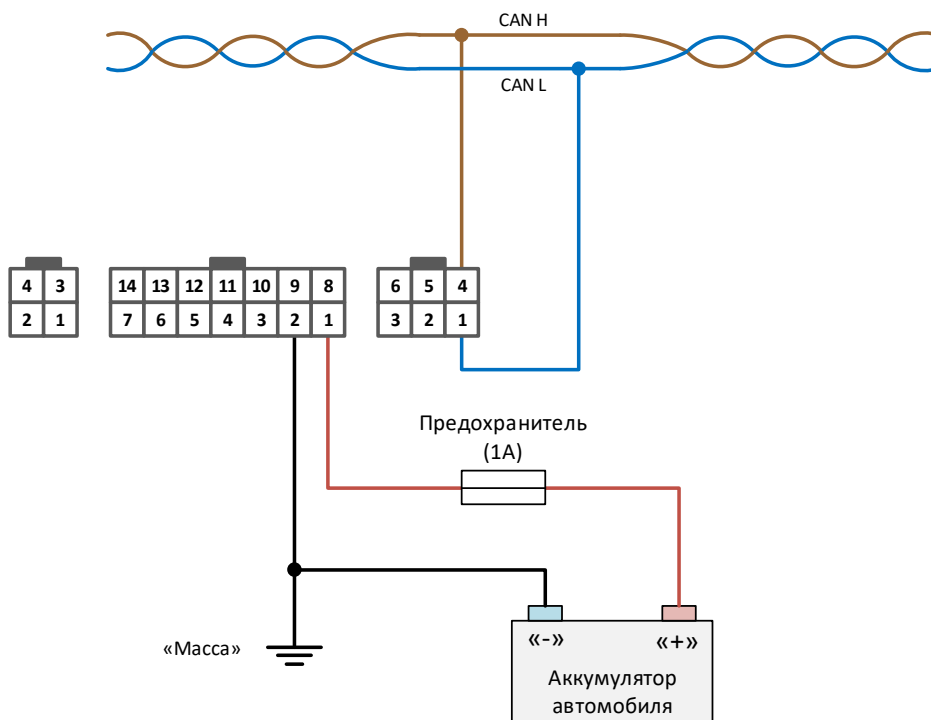 CAN H
CAN L
4 3 14 13 12 11 10 9 8 6 5 4
2 1 7 6 5 4 3 2 1 3 2 1
Предохранитель
(1А)
«Масса»
«-» «+»
Аккумулятор
автомобиля